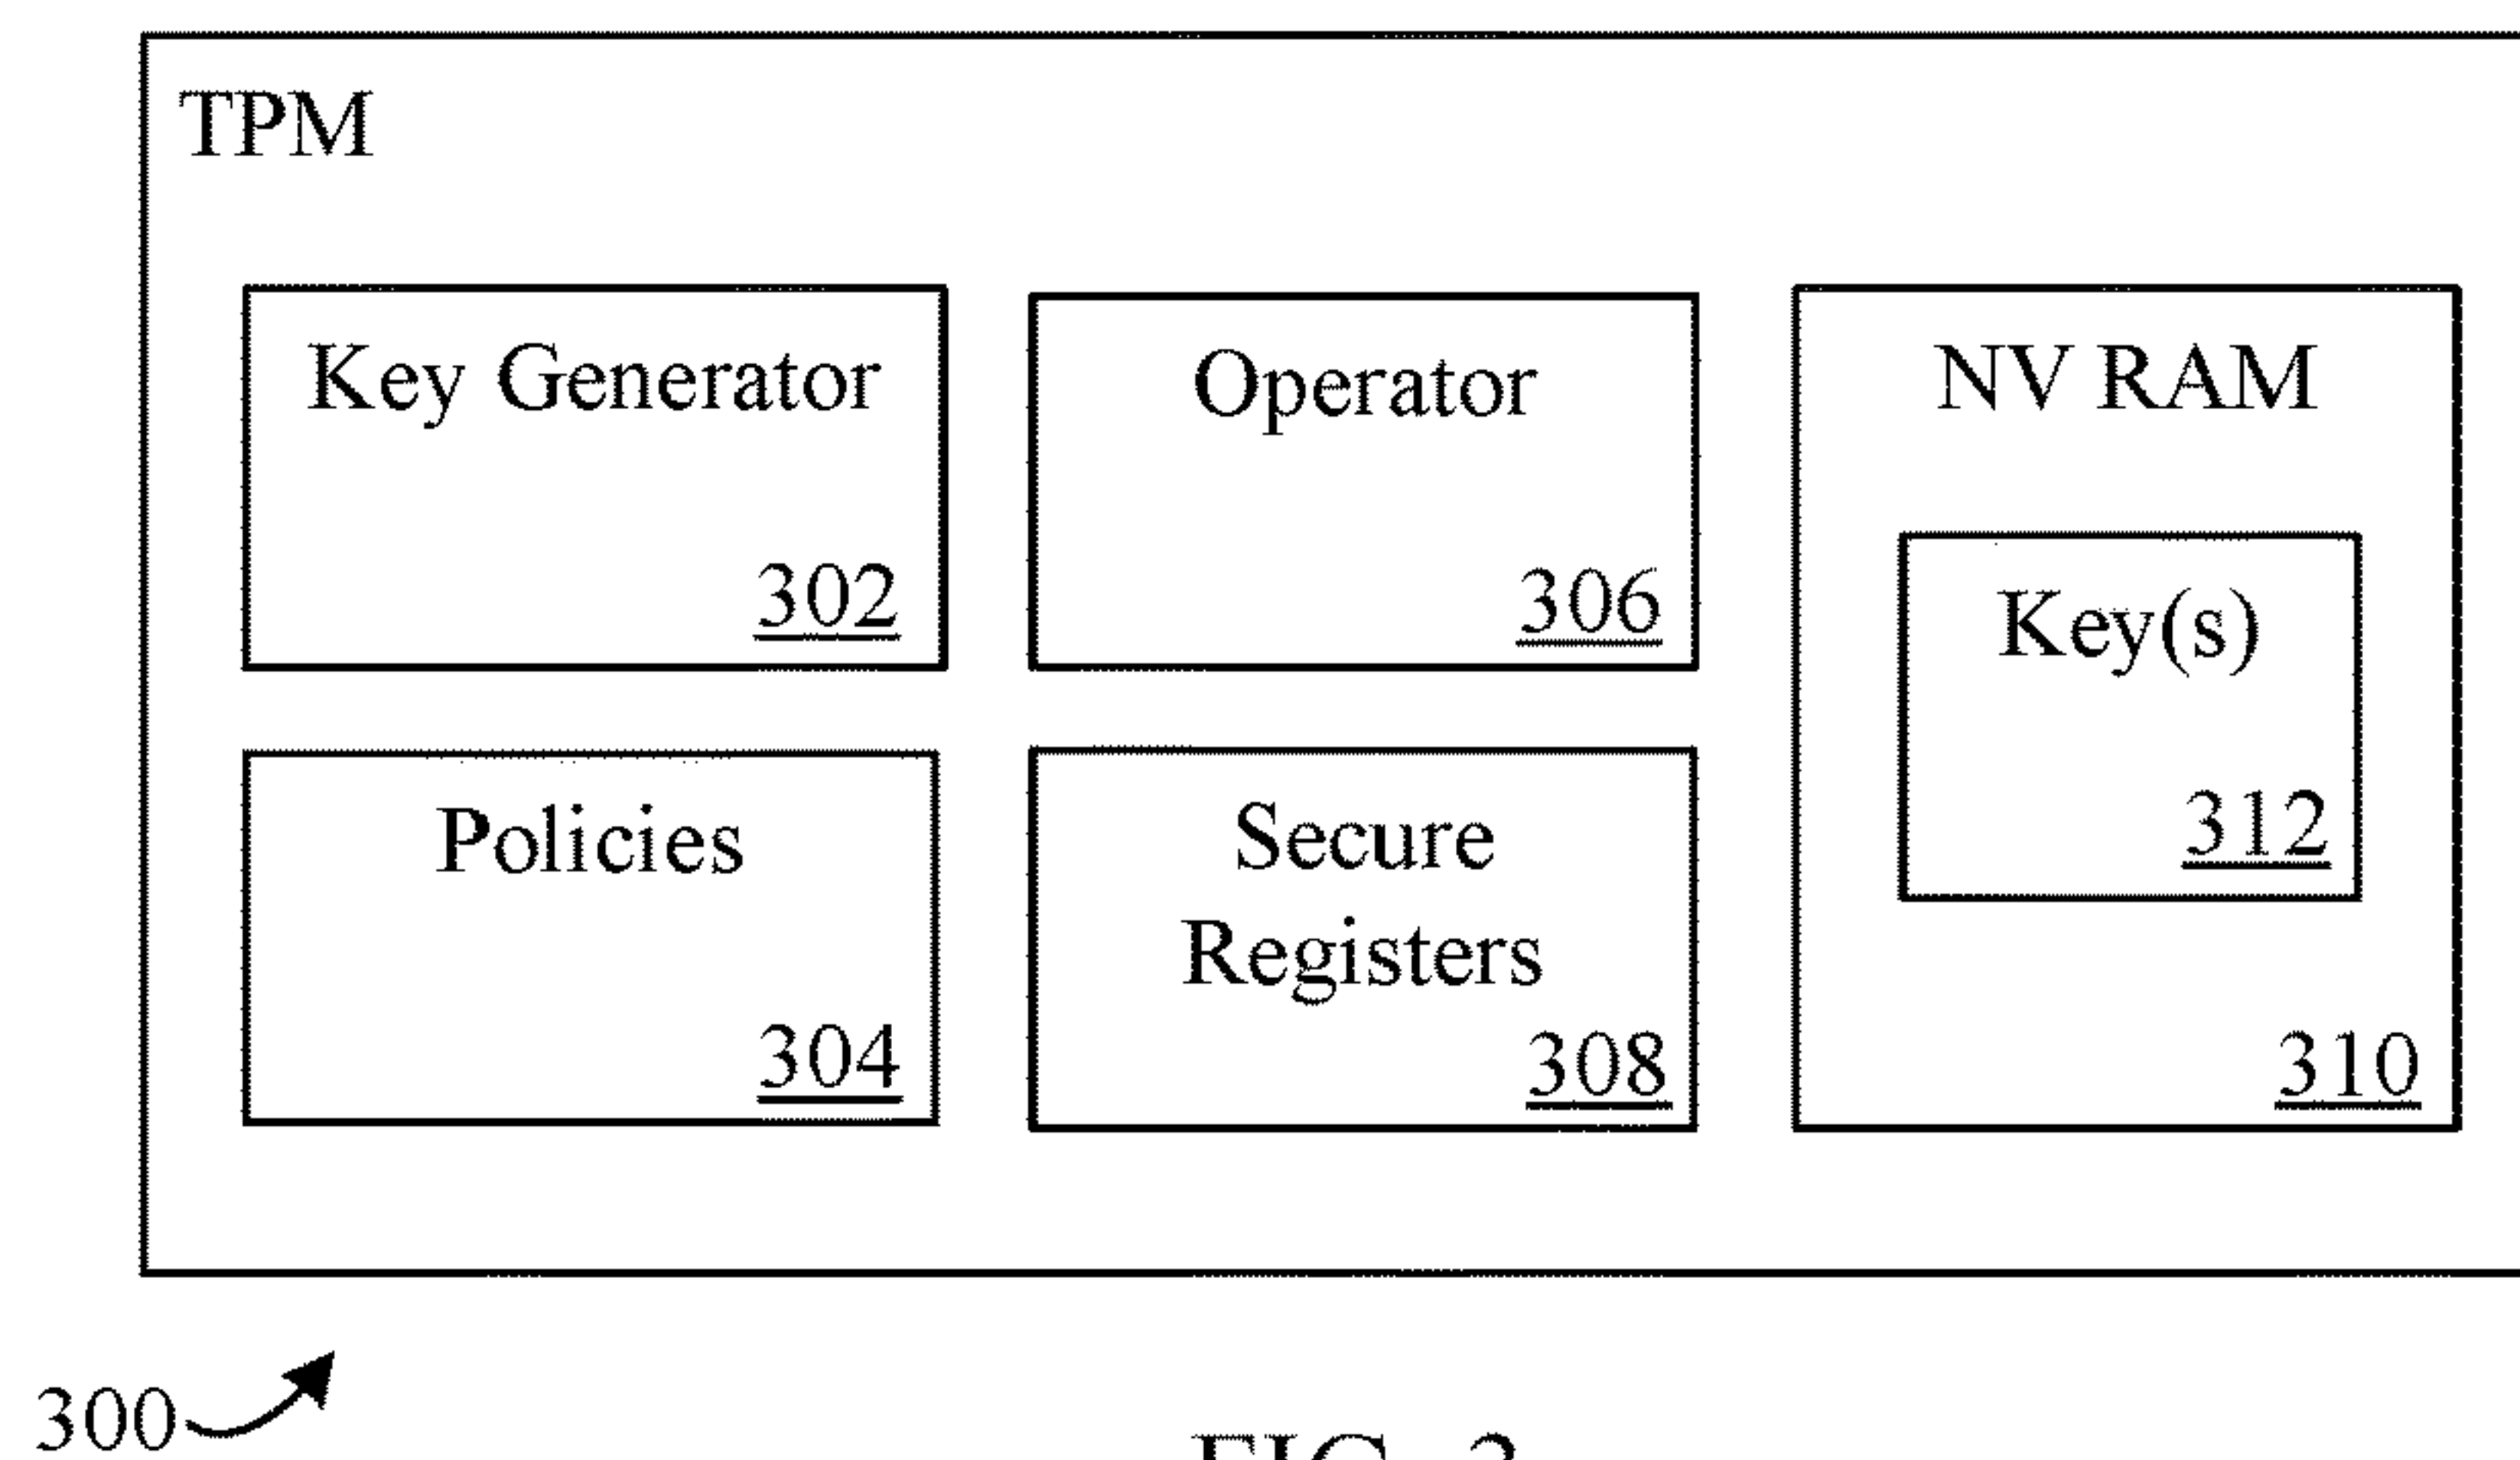 TPM
Key Generator
302
Operator
306
NV RAM
Key(s)
312
310
Policies
304
Secure
Registers
308
300